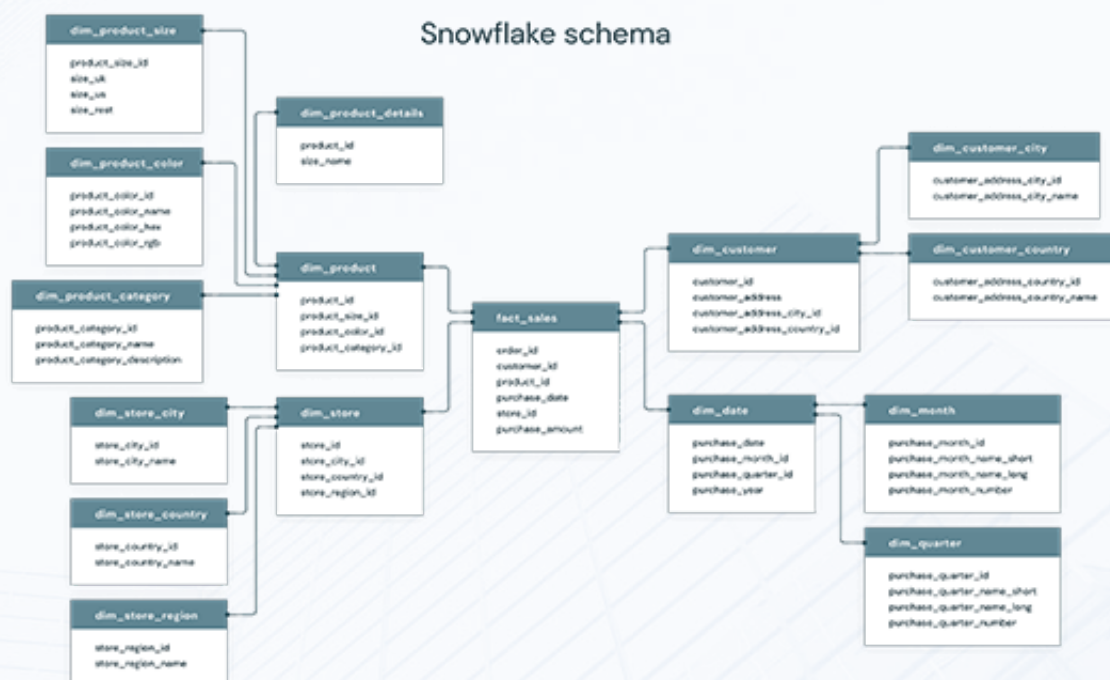 Snowflake schema
dim_product_size
product_size_id
size_uk
size_us
size_rest
dim_product_details
product_id
size_name
dim_product_color
product_color_id
product_color_name
product_color_hex
product_color_rgb
dim_product
product_id
product_size_id
product_color_id
product_category_id
dim_product_category
product_category_id
product_category_name
product_category_description
dim_store_city
store_city_id
store_city_name
dim_store
store_id
store_city_id
store_country_id
store_region_id
dim_store_country
store_country_id
store_country_name
dim_store_region
store_region_id
store_region_name
fact_sales
order_id
customer_id
product_id
purchase_date
store_id
purchase_amount
dim_customer
customer_id
customer_address
customer_address_city_id
customer_address_country_id
dim_customer_city
customer_address_city_id
customer_address_city_name
dim_customer_country
customer_address_country_id
customer_address_country_name
dim_date
purchase_date
purchase_month_id
purchase_quarter_id
purchase_year
dim_month
purchase_month_id
purchase_month_name_short
purchase_month_name_long
purchase_month_number
dim_quarter
purchase_quarter_id
purchase_quarter_name_short
purchase_quarter_name_long
purchase_quarter_number